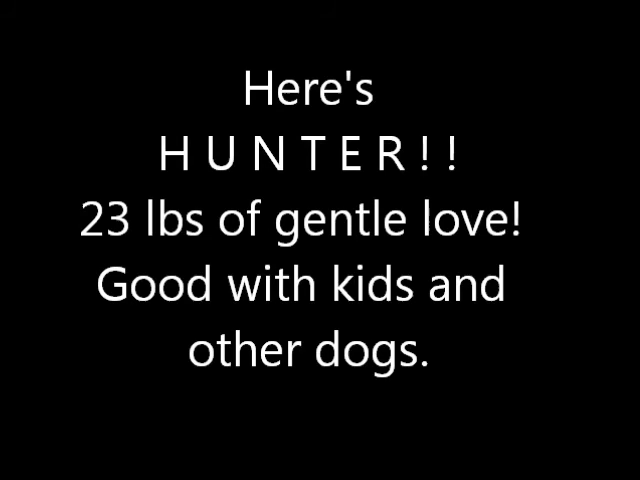 Here's
H U N T E R ! !
23 lbs of gentle love!
Good with kids and
other dogs.